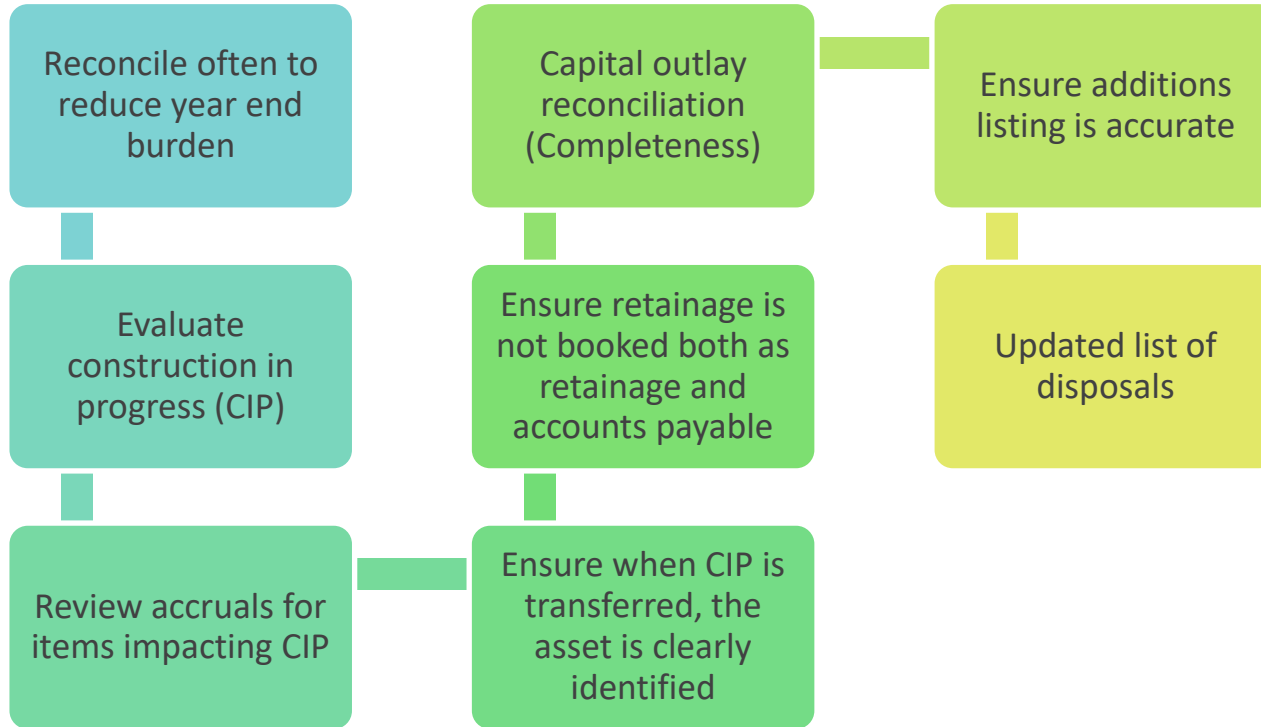 Reconcile often to
reduce year end
burden
Evaluate
construction in
progress (CIP)
Review accruals for
items impacting CIP
Ensure when CIP is
transferred, the
asset is clearly
identified
Ensure retainage is
not booked both as
retainage and
accounts payable
Capital outlay
reconciliation
(Completeness)
Ensure additions
listing is accurate
Updated list of
disposals